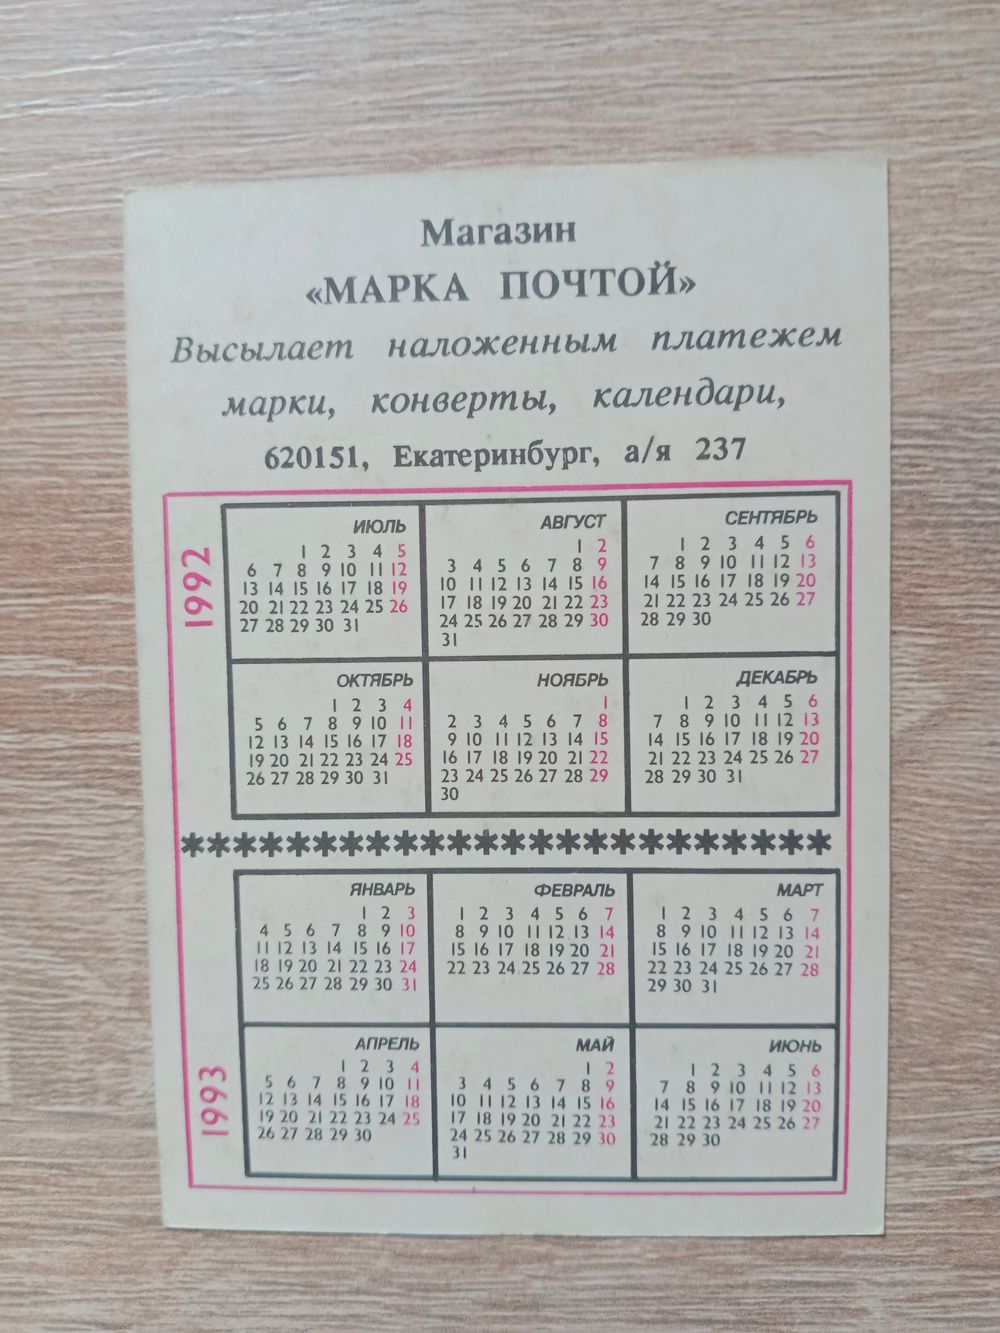 Магазин
«МАРКА ПОЧТОЙ»
Высылает наложенным платежем
марки, конверты, календари,
620151, Екатеринбург, а/я 237
1992
ИЮЛЬ
1 2 3 4 5
6 7 8 9 10 11 12
13 14 15 16 17 18 19
20 21 22 23 24 25 26
27 28 29 30 31
АВГУСТ
1 2
3 4 5 6 7 8 9
10 11 12 13 14 15 16
17 18 19 20 21 22 23
24 25 26 27 28 29 30
31
СЕНТЯБРЬ
1 2 3 4 5 6
7 8 9 10 11 12 13
14 15 16 17 18 19 20
21 22 23 24 25 26 27
28 29 30
ОКТЯБРЬ
1 2 3 4
5 6 7 8 9 10 11
12 13 14 15 16 17 18
19 20 21 22 23 24 25
26 27 28 29 30 31
НОЯБРЬ
1
2 3 4 5 6 7 8
9 10 11 12 13 14 15
16 17 18 19 20 21 22
23 24 25 26 27 28 29
30
ДЕКАБРЬ
1 2 3 4 5 6
7 8 9 10 11 12 13
14 15 16 17 18 19 20
21 22 23 24 25 26 27
28 29 30 31
************************
1993
ЯНВАРЬ
1 2 3
4 5 6 7 8 9 10
11 12 13 14 15 16 17
18 19 20 21 22 23 24
25 26 27 28 29 30 31
ФЕВРАЛЬ
1 2 3 4 5 6 7
8 9 10 11 12 13 14
15 16 17 18 19 20 21
22 23 24 25 26 27 28
МАРТ
1 2 3 4 5 6 7
8 9 10 11 12 13 14
15 16 17 18 19 20 21
22 23 24 25 26 27 28
29 30 31
АПРЕЛЬ
1 2 3 4
5 6 7 8 9 10 11
12 13 14 15 16 17 18
19 20 21 22 23 24 25
26 27 28 29 30
МАЙ
1 2
3 4 5 6 7 8 9
10 11 12 13 14 15 16
17 18 19 20 21 22 23
24 25 26 27 28 29 30
31
ИЮНЬ
1 2 3 4 5 6
7 8 9 10 11 12 13
14 15 16 17 18 19 20
21 22 23 24 25 26 27
28 29 30